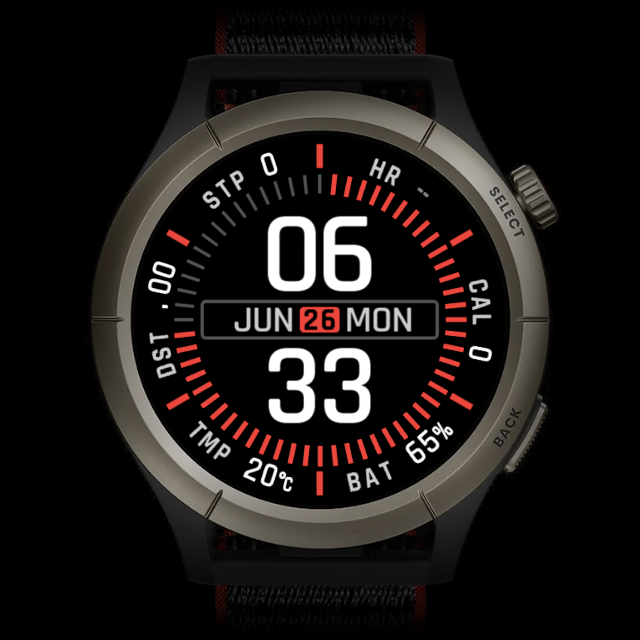 STP 0
HR --
SELECT
06
.00
DST
JUN 26 MON
CAL 0
33
TMP 20℃
BAT 65%
BACK